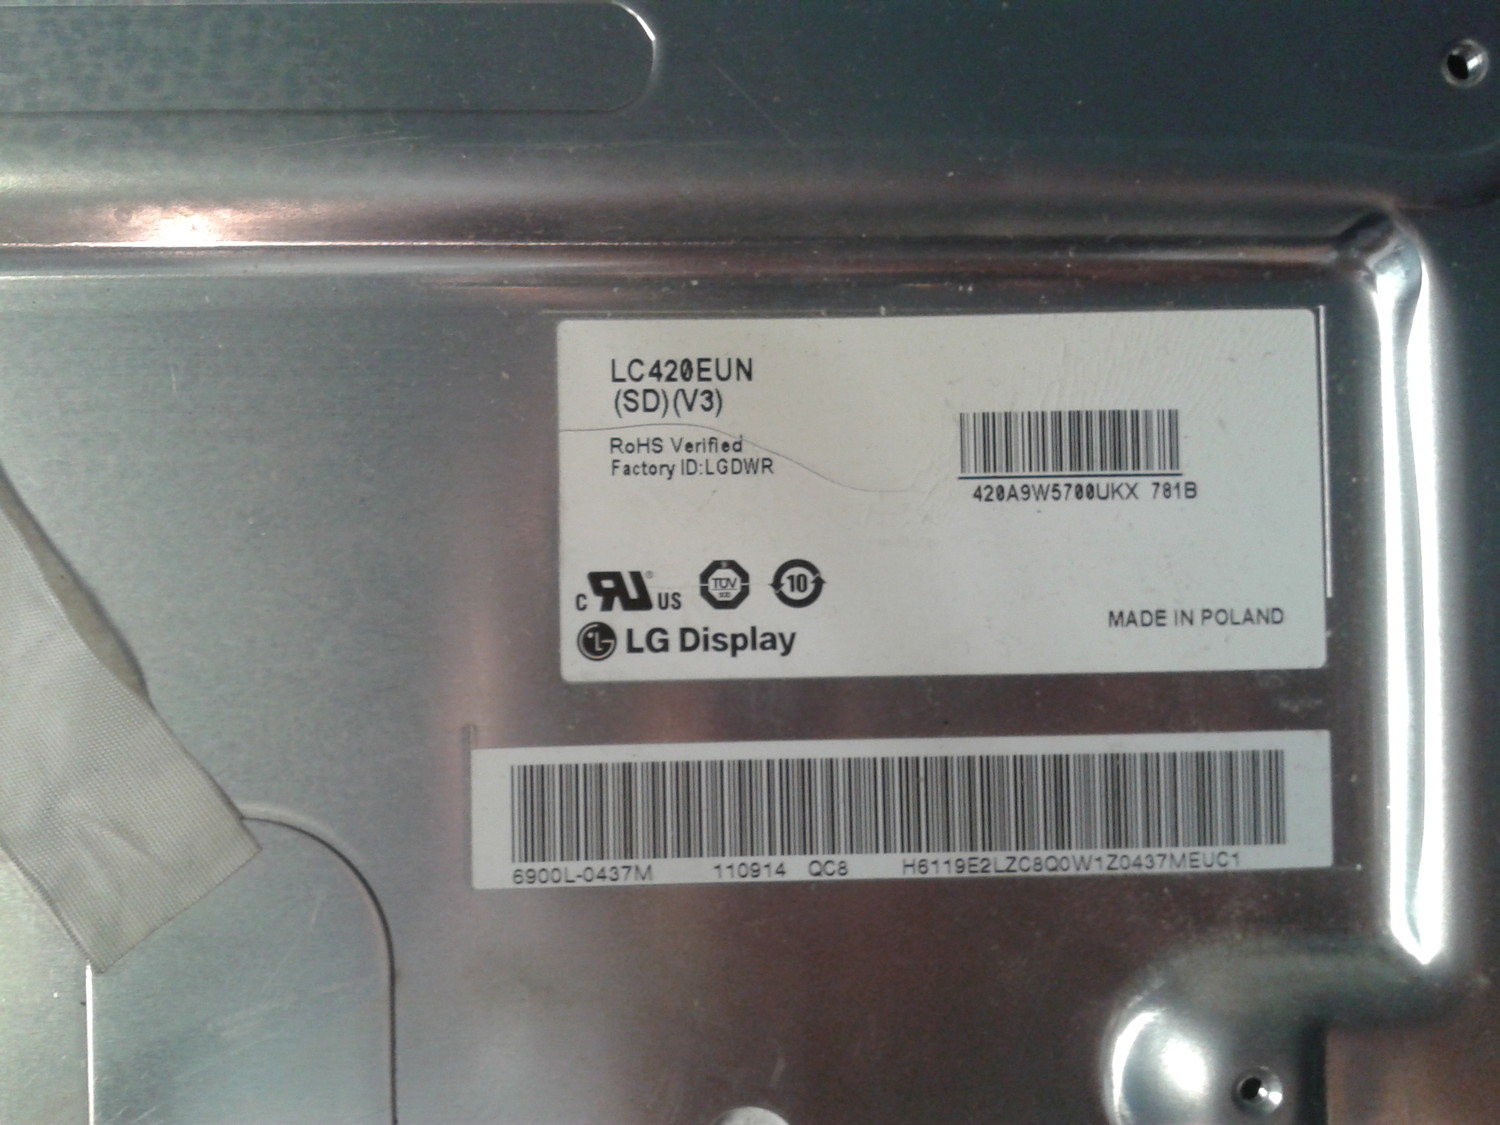 LC420EUN
(SD)(V3)
RoHS Verified
Factory ID:LGDWR
420A9W5700UKX 781B
c RU ® US TÜV 10
LG Display
MADE IN POLAND
6900L-0437M 110914 QC8 H6119E2LZC8Q0W1Z0437MEUC1